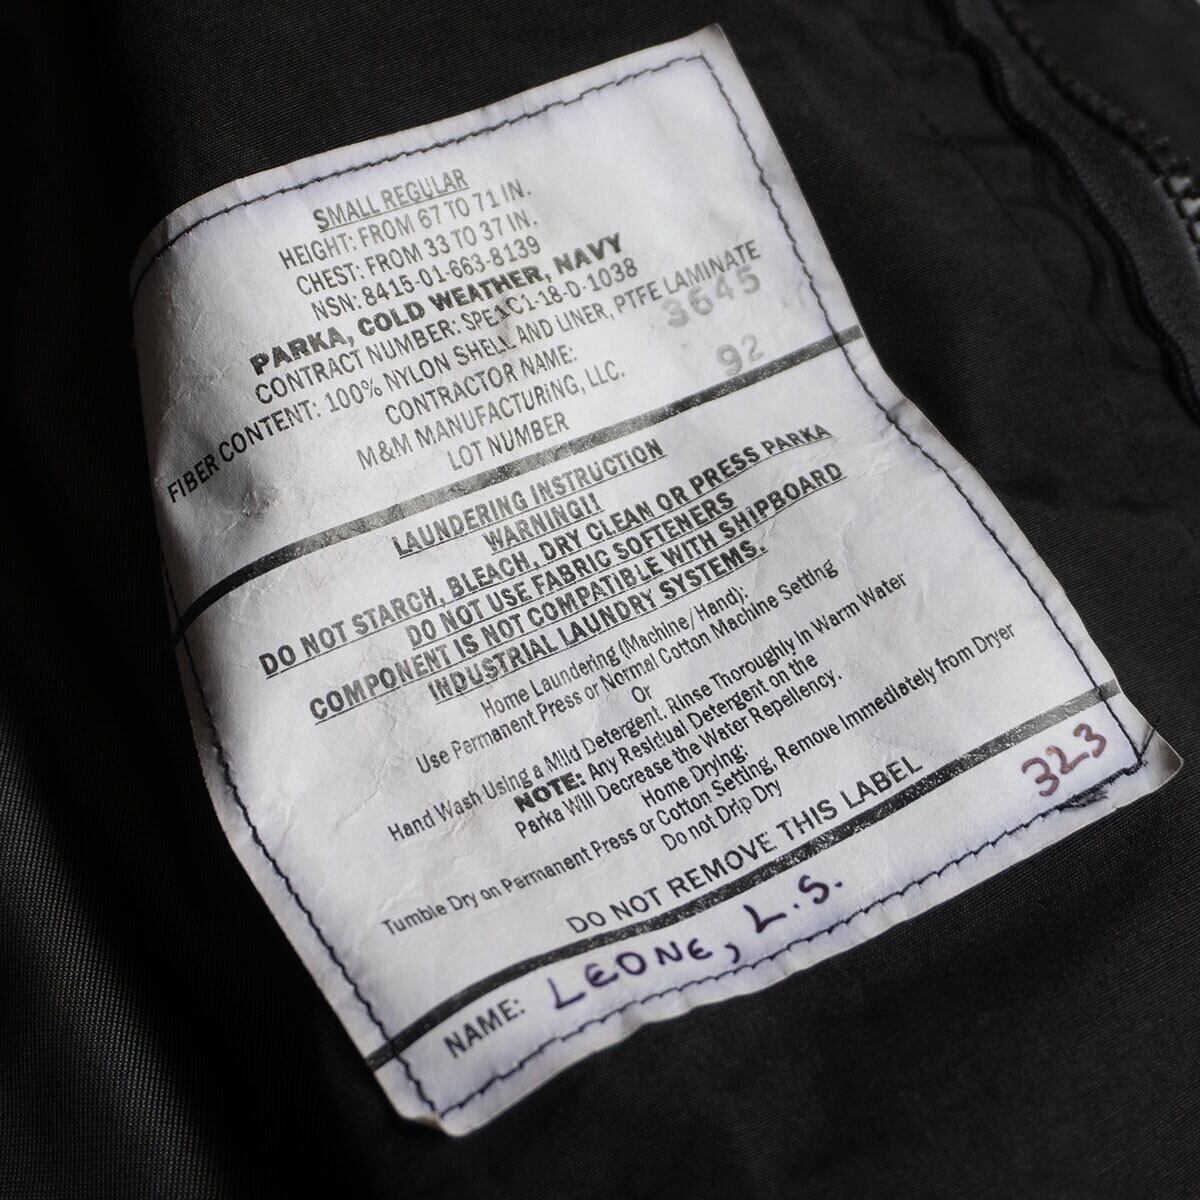 SMALL REGULAR
HEIGHT: FROM 67 TO 71 IN.
CHEST: FROM 33 TO 37 IN.
NSN: 8415-01-663-8139
PARKA, COLD WEATHER, NAVY
CONTRACT NUMBER: SPE1C1-18-D-1038
FIBER CONTENT: 100% NYLON SHELL AND LINER, PTFE LAMINATE
3645
CONTRACTOR NAME:
92
M&M MANUFACTURING, LLC.
LOT NUMBER
LAUNDERING INSTRUCTION
WARNING!!
DO NOT STARCH, BLEACH, DRY CLEAN OR PRESS PARKA
DO NOT USE FABRIC SOFTENERS
COMPONENT IS NOT COMPATIBLE WITH SHIPBOARD
INDUSTRIAL LAUNDRY SYSTEMS.
Home Laundering (Machine/Hand):
Use Permanent Press or Normal Cotton Machine Setting
Or
Hand Wash Using a Mild Detergent, Rinse Thoroughly In Warm Water
NOTE: Any Residual Detergent on the
Parka Will Decrease the Water Repellency.
Home Drying:
Tumble Dry on Permanent Press or Cotton Setting, Remove Immediately from Dryer
Do not Drip Dry
DO NOT REMOVE THIS LABEL
323
NAME: LEONE, L.S.